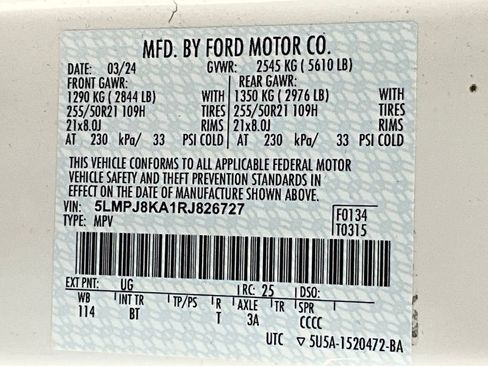 MFD. BY FORD MOTOR CO.
DATE: 03/24 GVWR: 2545 KG ( 5610 LB)
FRONT GAWR: REAR GAWR:
1290 KG ( 2844 LB) WITH 1350 KG ( 2976 LB) WITH
255/50R21 109H TIRES 255/50R21 109H TIRES
21x8.0J RIMS 21x8.0J RIMS
AT 230 kPa/ 33 PSI COLD AT 230 kPa/ 33 PSI COLD
THIS VEHICLE CONFORMS TO ALL APPLICABLE FEDERAL MOTOR
VEHICLE SAFETY AND THEFT PREVENTION STANDARDS IN
EFFECT ON THE DATE OF MANUFACTURE SHOWN ABOVE.
VIN: 5LMPJ8KA1RJ826727
TYPE: MPV
F0134
T0315
EXT PNT: UG RC: 25 DSO:
WB INT TR TP/PS R AXLE TR SPR
114 BT T 3A CCCC
UTC ▽ 5U5A-1520472-BA